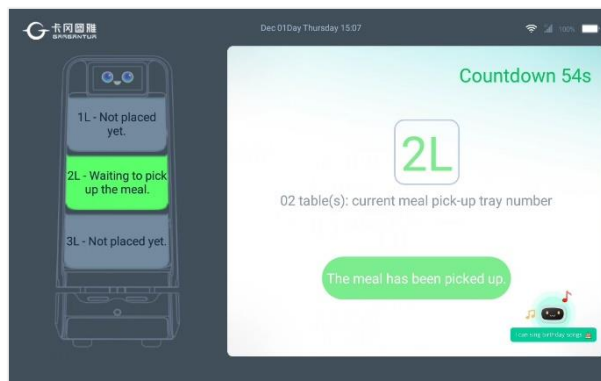 卡冈國雅
GARGANTUA
Dec 01Day Thursday 15:07
100%
1L - Not placed
yet.
2L - Waiting to pick
up the meal.
3L - Not placed yet.
Countdown 54s
2L
02 table(s): current meal pick-up tray number
The meal has been picked up.
I can sing birthday songs